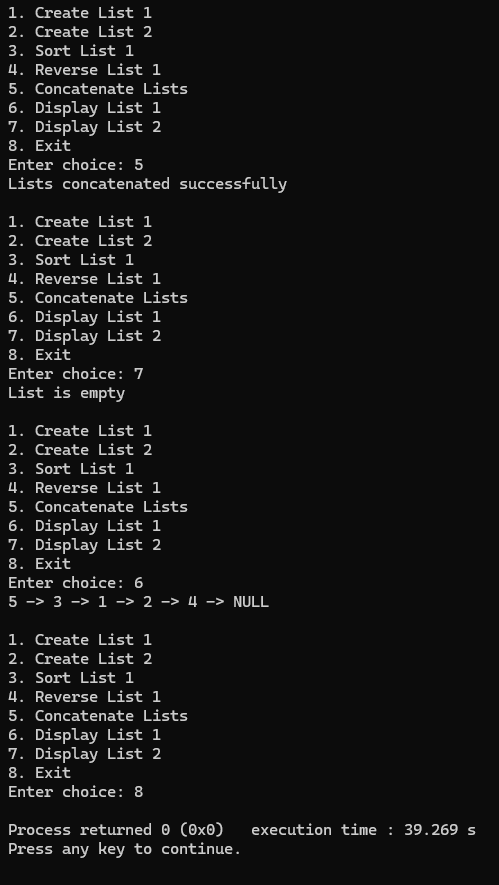 1. Create List 1
2. Create List 2
3. Sort List 1
4. Reverse List 1
5. Concatenate Lists
6. Display List 1
7. Display List 2
8. Exit
Enter choice: 5
Lists concatenated successfully

1. Create List 1
2. Create List 2
3. Sort List 1
4. Reverse List 1
5. Concatenate Lists
6. Display List 1
7. Display List 2
8. Exit
Enter choice: 7
List is empty

1. Create List 1
2. Create List 2
3. Sort List 1
4. Reverse List 1
5. Concatenate Lists
6. Display List 1
7. Display List 2
8. Exit
Enter choice: 6
5 -> 3 -> 1 -> 2 -> 4 -> NULL

1. Create List 1
2. Create List 2
3. Sort List 1
4. Reverse List 1
5. Concatenate Lists
6. Display List 1
7. Display List 2
8. Exit
Enter choice: 8

Process returned 0 (0x0)   execution time : 39.269 s
Press any key to continue.